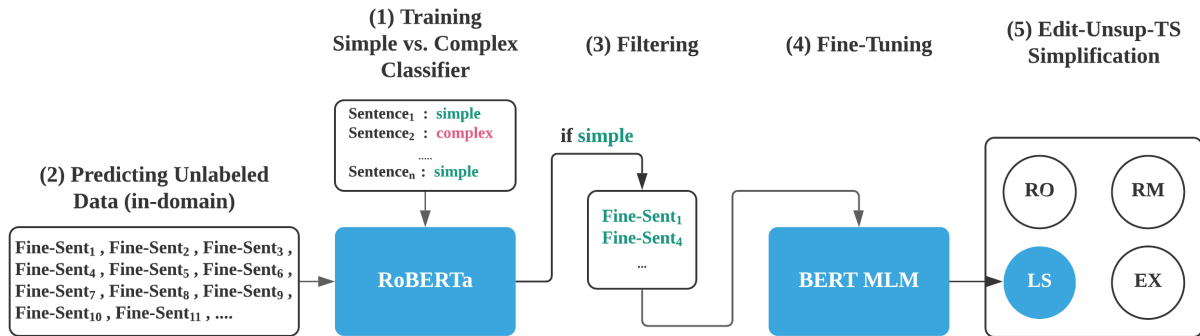 (1) Training
Simple vs. Complex
Classifier
(3) Filtering
(4) Fine-Tuning
(5) Edit-Unsup-TS
Simplification
Sentence₁ : simple
Sentence₂ : complex
.....
Sentenceₙ : simple
if simple
(2) Predicting Unlabeled
Data (in-domain)
Fine-Sent₁ , Fine-Sent₂ , Fine-Sent₃ ,
Fine-Sent₄ , Fine-Sent₅ , Fine-Sent₆ ,
Fine-Sent₇ , Fine-Sent₈ , Fine-Sent₉ ,
Fine-Sent₁₀ , Fine-Sent₁₁ , ....
RoBERTa
Fine-Sent₁
Fine-Sent₄
...
BERT MLM
RO
RM
LS
EX